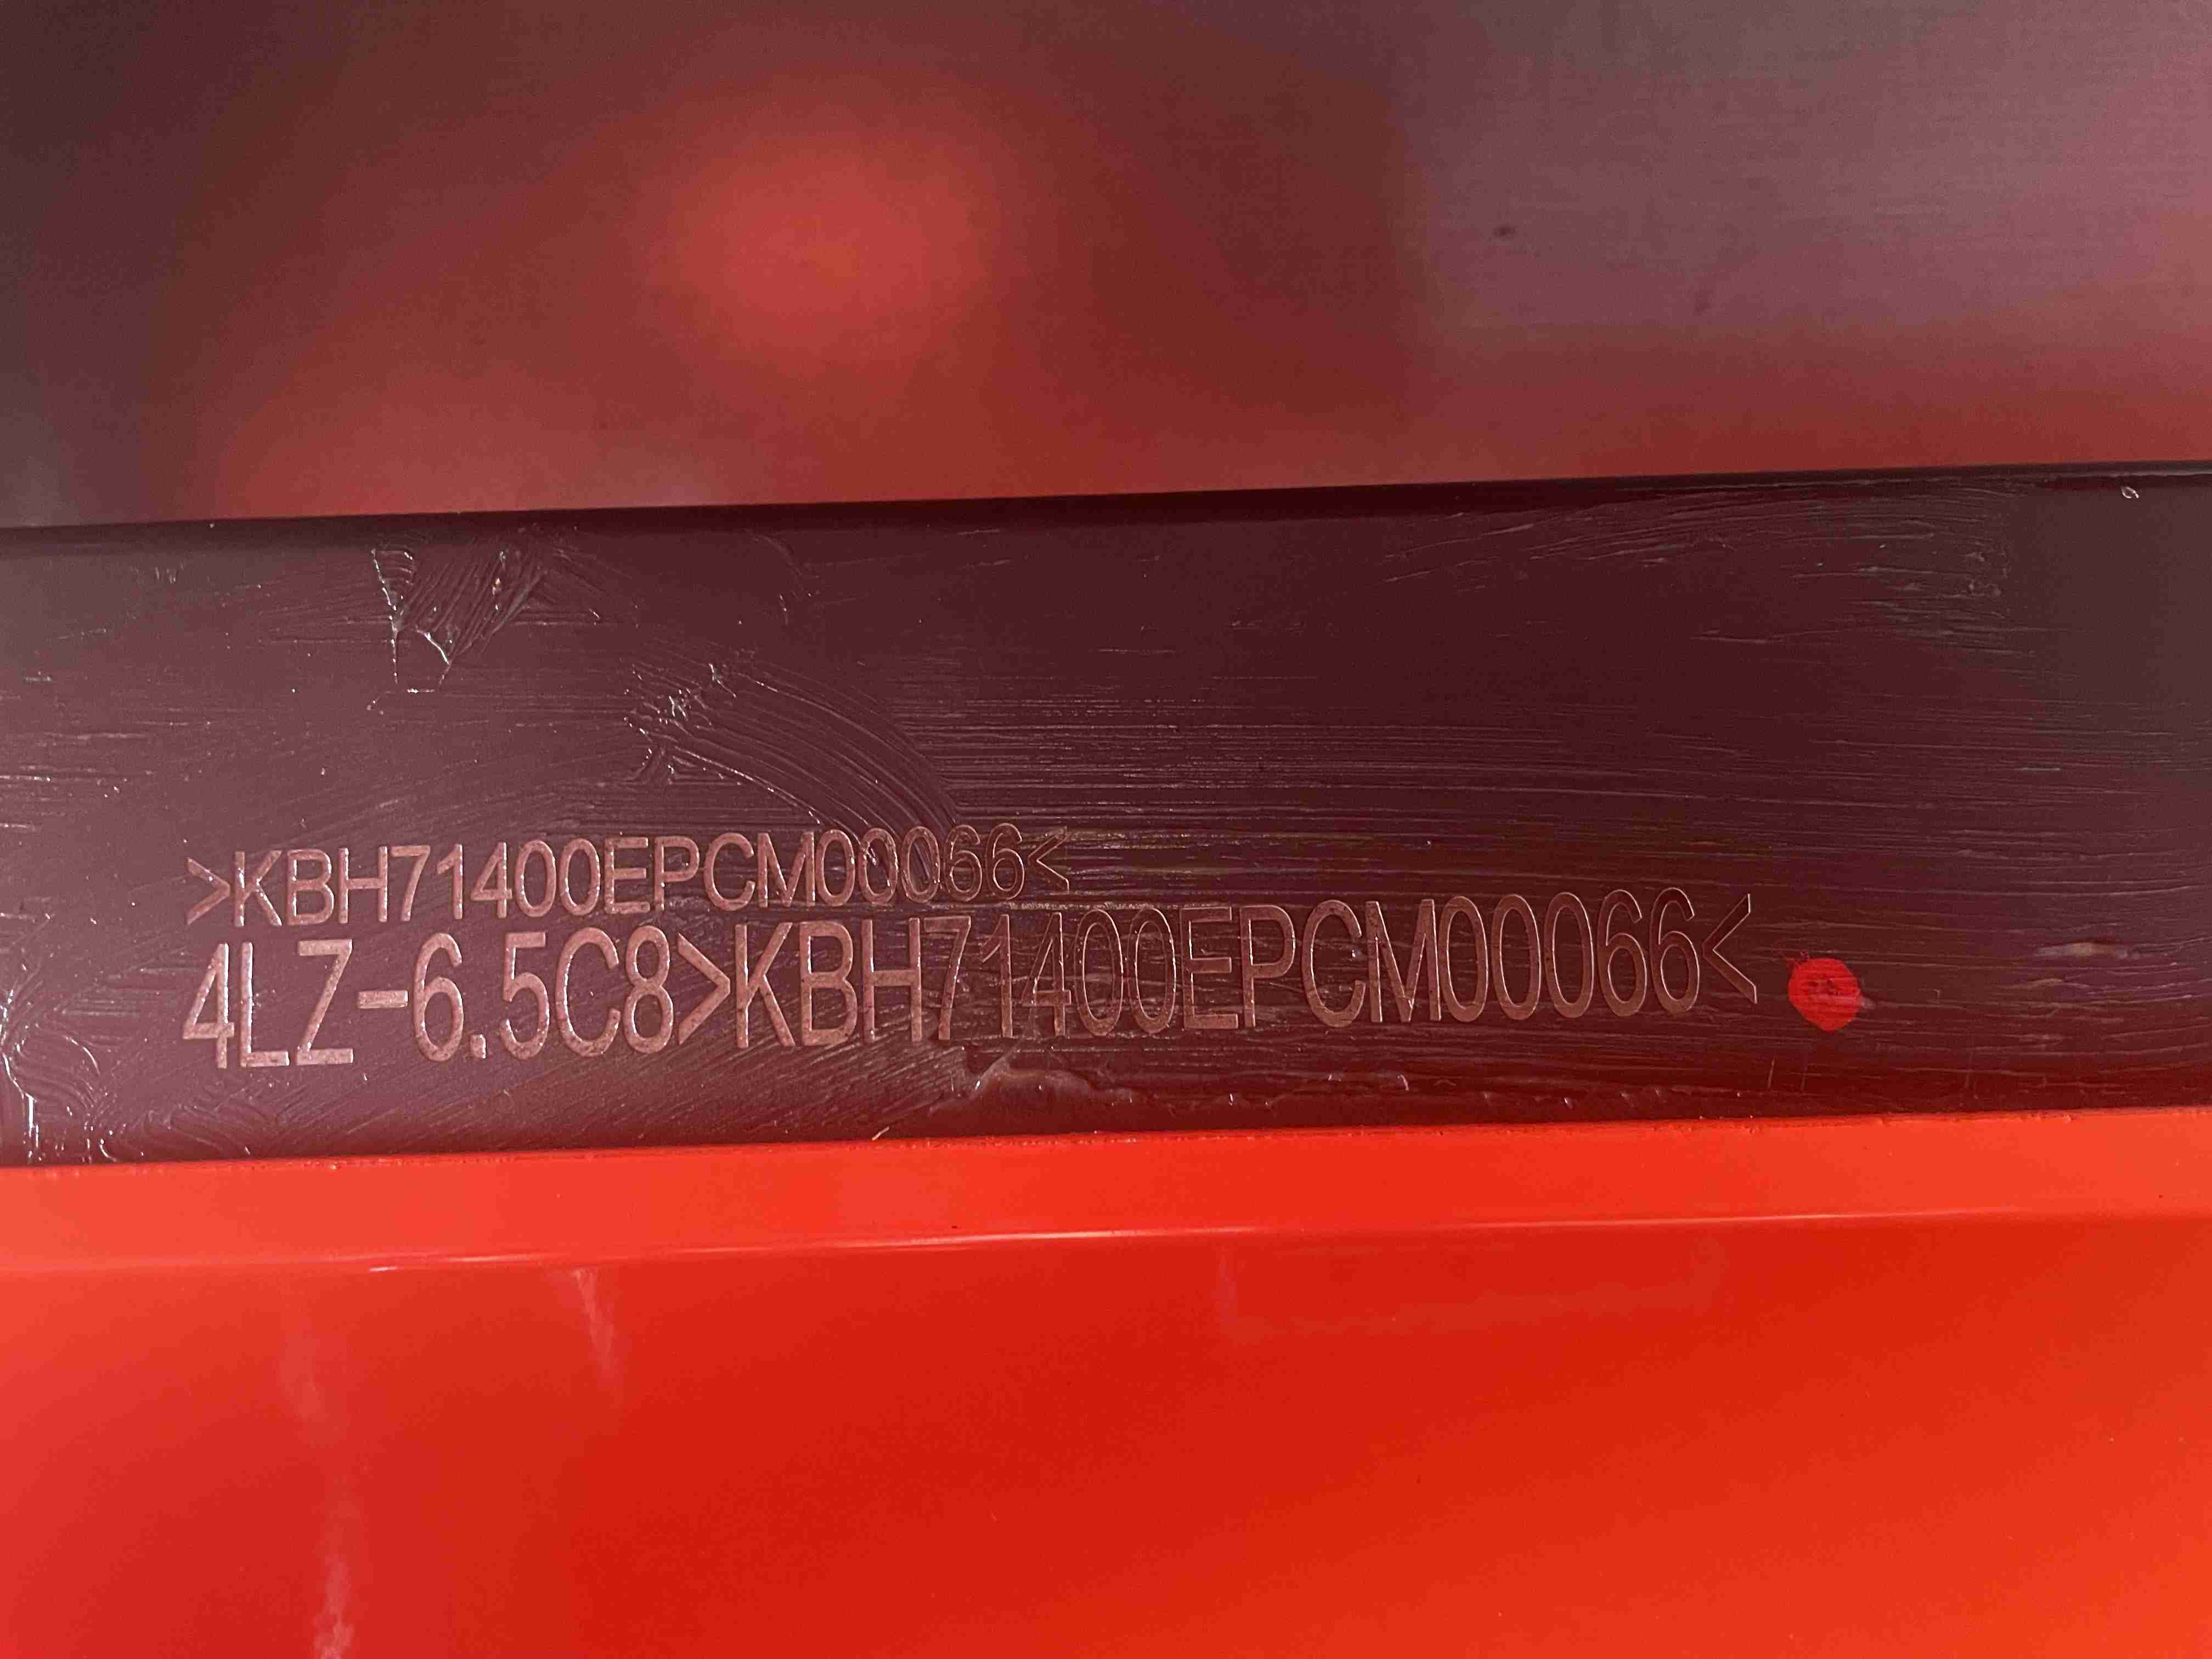 >KBH71400EPCM00066<
4LZ-6.5C8>KBH71400EPCM00066<